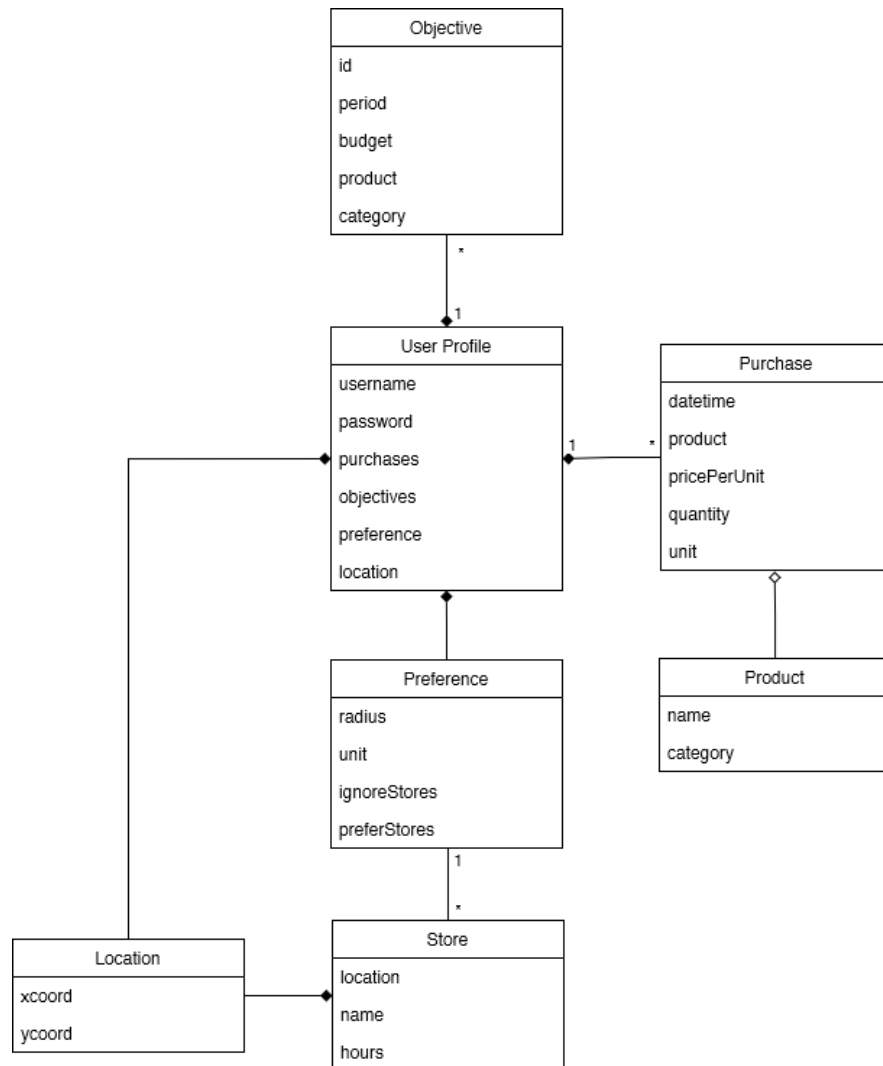 Objective
id
period
budget
product
category
*
1
User Profile
username
password
purchases
objectives
preference
location
1
*
Purchase
datetime
product
pricePerUnit
quantity
unit
Preference
radius
unit
ignoreStores
preferStores
Product
name
category
1
*
Location
xcoord
ycoord
Store
location
name
hours